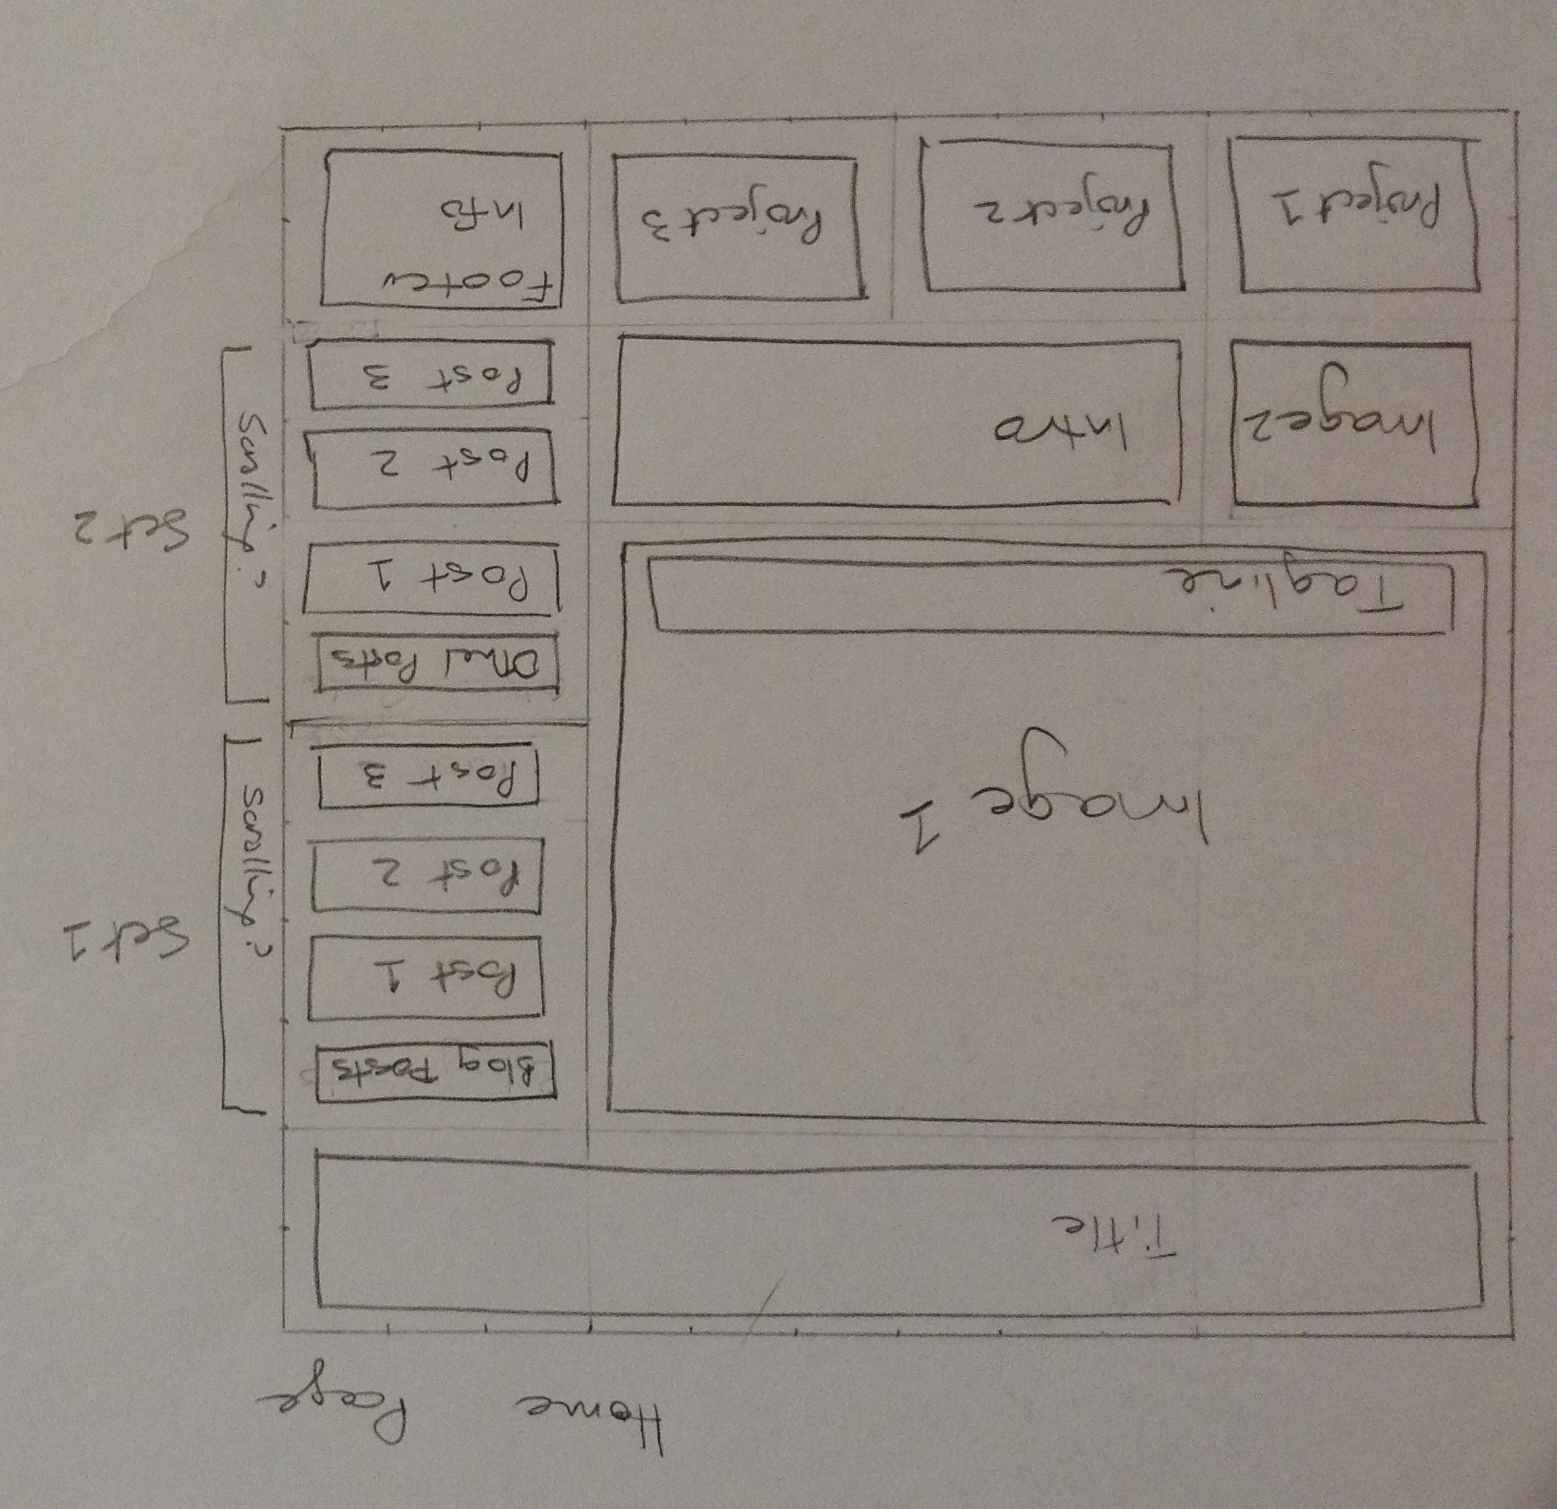 Home Page
Title
Image 1
Tagline
Blog Posts
Post 1
Post 2
Post 3
Scrolling?
Set 1
Other Posts
Post 1
Post 2
Post 3
Scrolling?
Set 2
Image 2
Intro
Project 1
Project 2
Project 3
Footer
Info